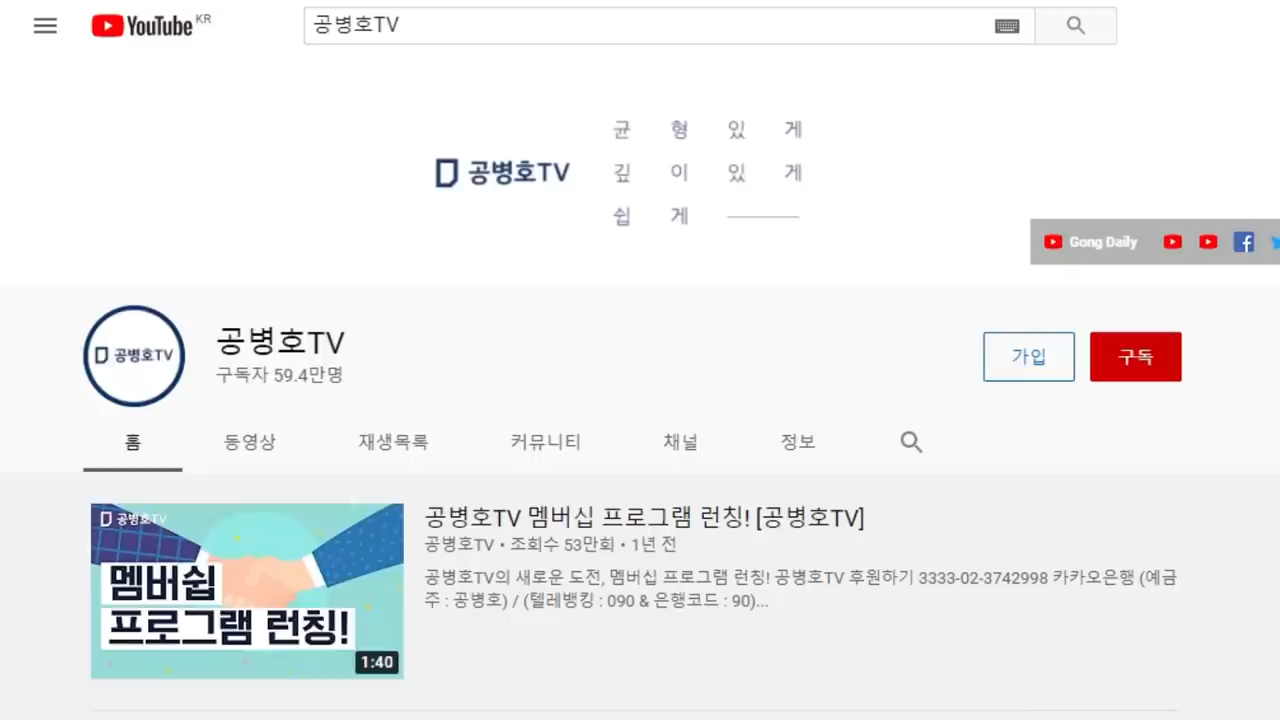 YouTube KR
공병호TV
균형있게
공병호TV
깊이있게
쉽게
Gong Daily
공병호TV
공병호TV
구독자 59.4만명
가입
구독
홈
동영상
재생목록
커뮤니티
채널
정보
공병호TV
멤버쉽
프로그램 런칭!
1:40
공병호TV 멤버십 프로그램 런칭! [공병호TV]
공병호TV • 조회수 53만회 • 1년 전
공병호TV의 새로운 도전, 멤버십 프로그램 런칭! 공병호TV 후원하기 3333-02-3742998 카카오은행 (예금
주 : 공병호) / (텔레뱅킹 : 090 & 은행코드 : 90)...